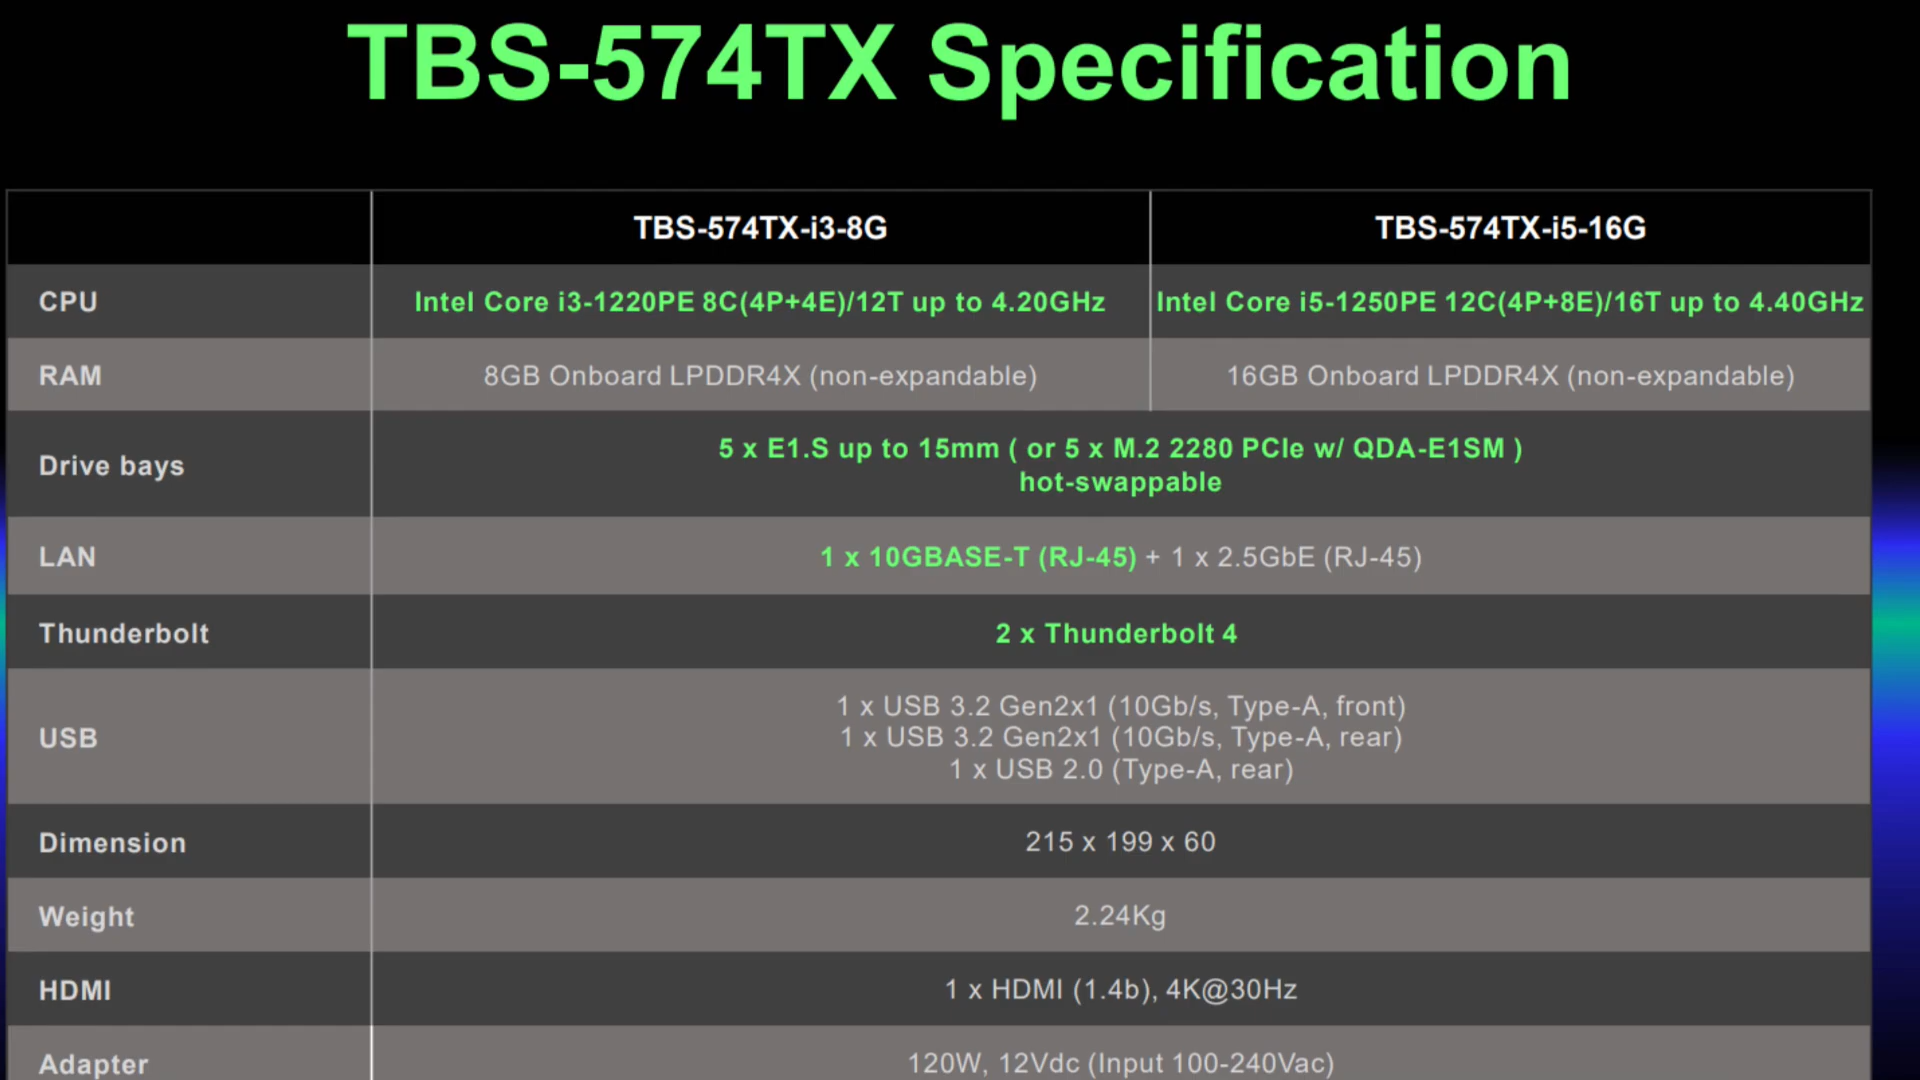 TBS-574TX Specification
TBS-574TX-i3-8G TBS-574TX-i5-16G
CPU Intel Core i3-1220PE 8C(4P+4E)/12T up to 4.20GHz Intel Core i5-1250PE 12C(4P+8E)/16T up to 4.40GHz
RAM 8GB Onboard LPDDR4X (non-expandable) 16GB Onboard LPDDR4X (non-expandable)
Drive bays 5 x E1.S up to 15mm ( or 5 x M.2 2280 PCIe w/ QDA-E1SM )
hot-swappable
LAN 1 x 10GBASE-T (RJ-45) + 1 x 2.5GbE (RJ-45)
Thunderbolt 2 x Thunderbolt 4
1 x USB 3.2 Gen2x1 (10Gb/s, Type-A, front)
USB 1 x USB 3.2 Gen2x1 (10Gb/s, Type-A, rear)
1 x USB 2.0 (Type-A, rear)
Dimension 215 x 199 x 60
Weight 2.24Kg
HDMI 1 x HDMI (1.4b), 4K@30Hz
Adapter 120W, 12Vdc (Input 100-240Vac)